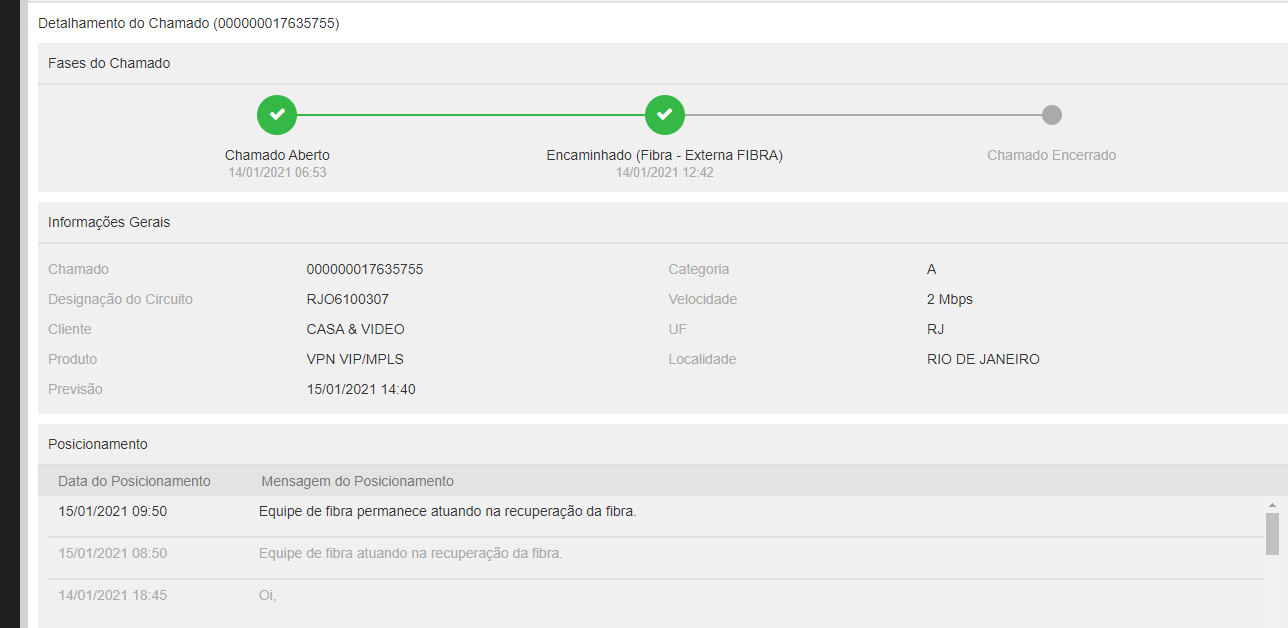 Detalhamento do Chamado (000000017635755)
Fases do Chamado
Chamado Aberto
14/01/2021 06:53
Encaminhado (Fibra - Externa FIBRA)
14/01/2021 12:42
Chamado Encerrado
Informações Gerais
Chamado 000000017635755 Categoria A
Designação do Circuito RJO6100307 Velocidade 2 Mbps
Cliente CASA & VIDEO UF RJ
Produto VPN VIP/MPLS Localidade RIO DE JANEIRO
Previsão 15/01/2021 14:40
Posicionamento
Data do Posicionamento Mensagem do Posicionamento
15/01/2021 09:50 Equipe de fibra permanece atuando na recuperação da fibra.
15/01/2021 08:50 Equipe de fibra atuando na recuperação da fibra.
14/01/2021 18:45 Oi,